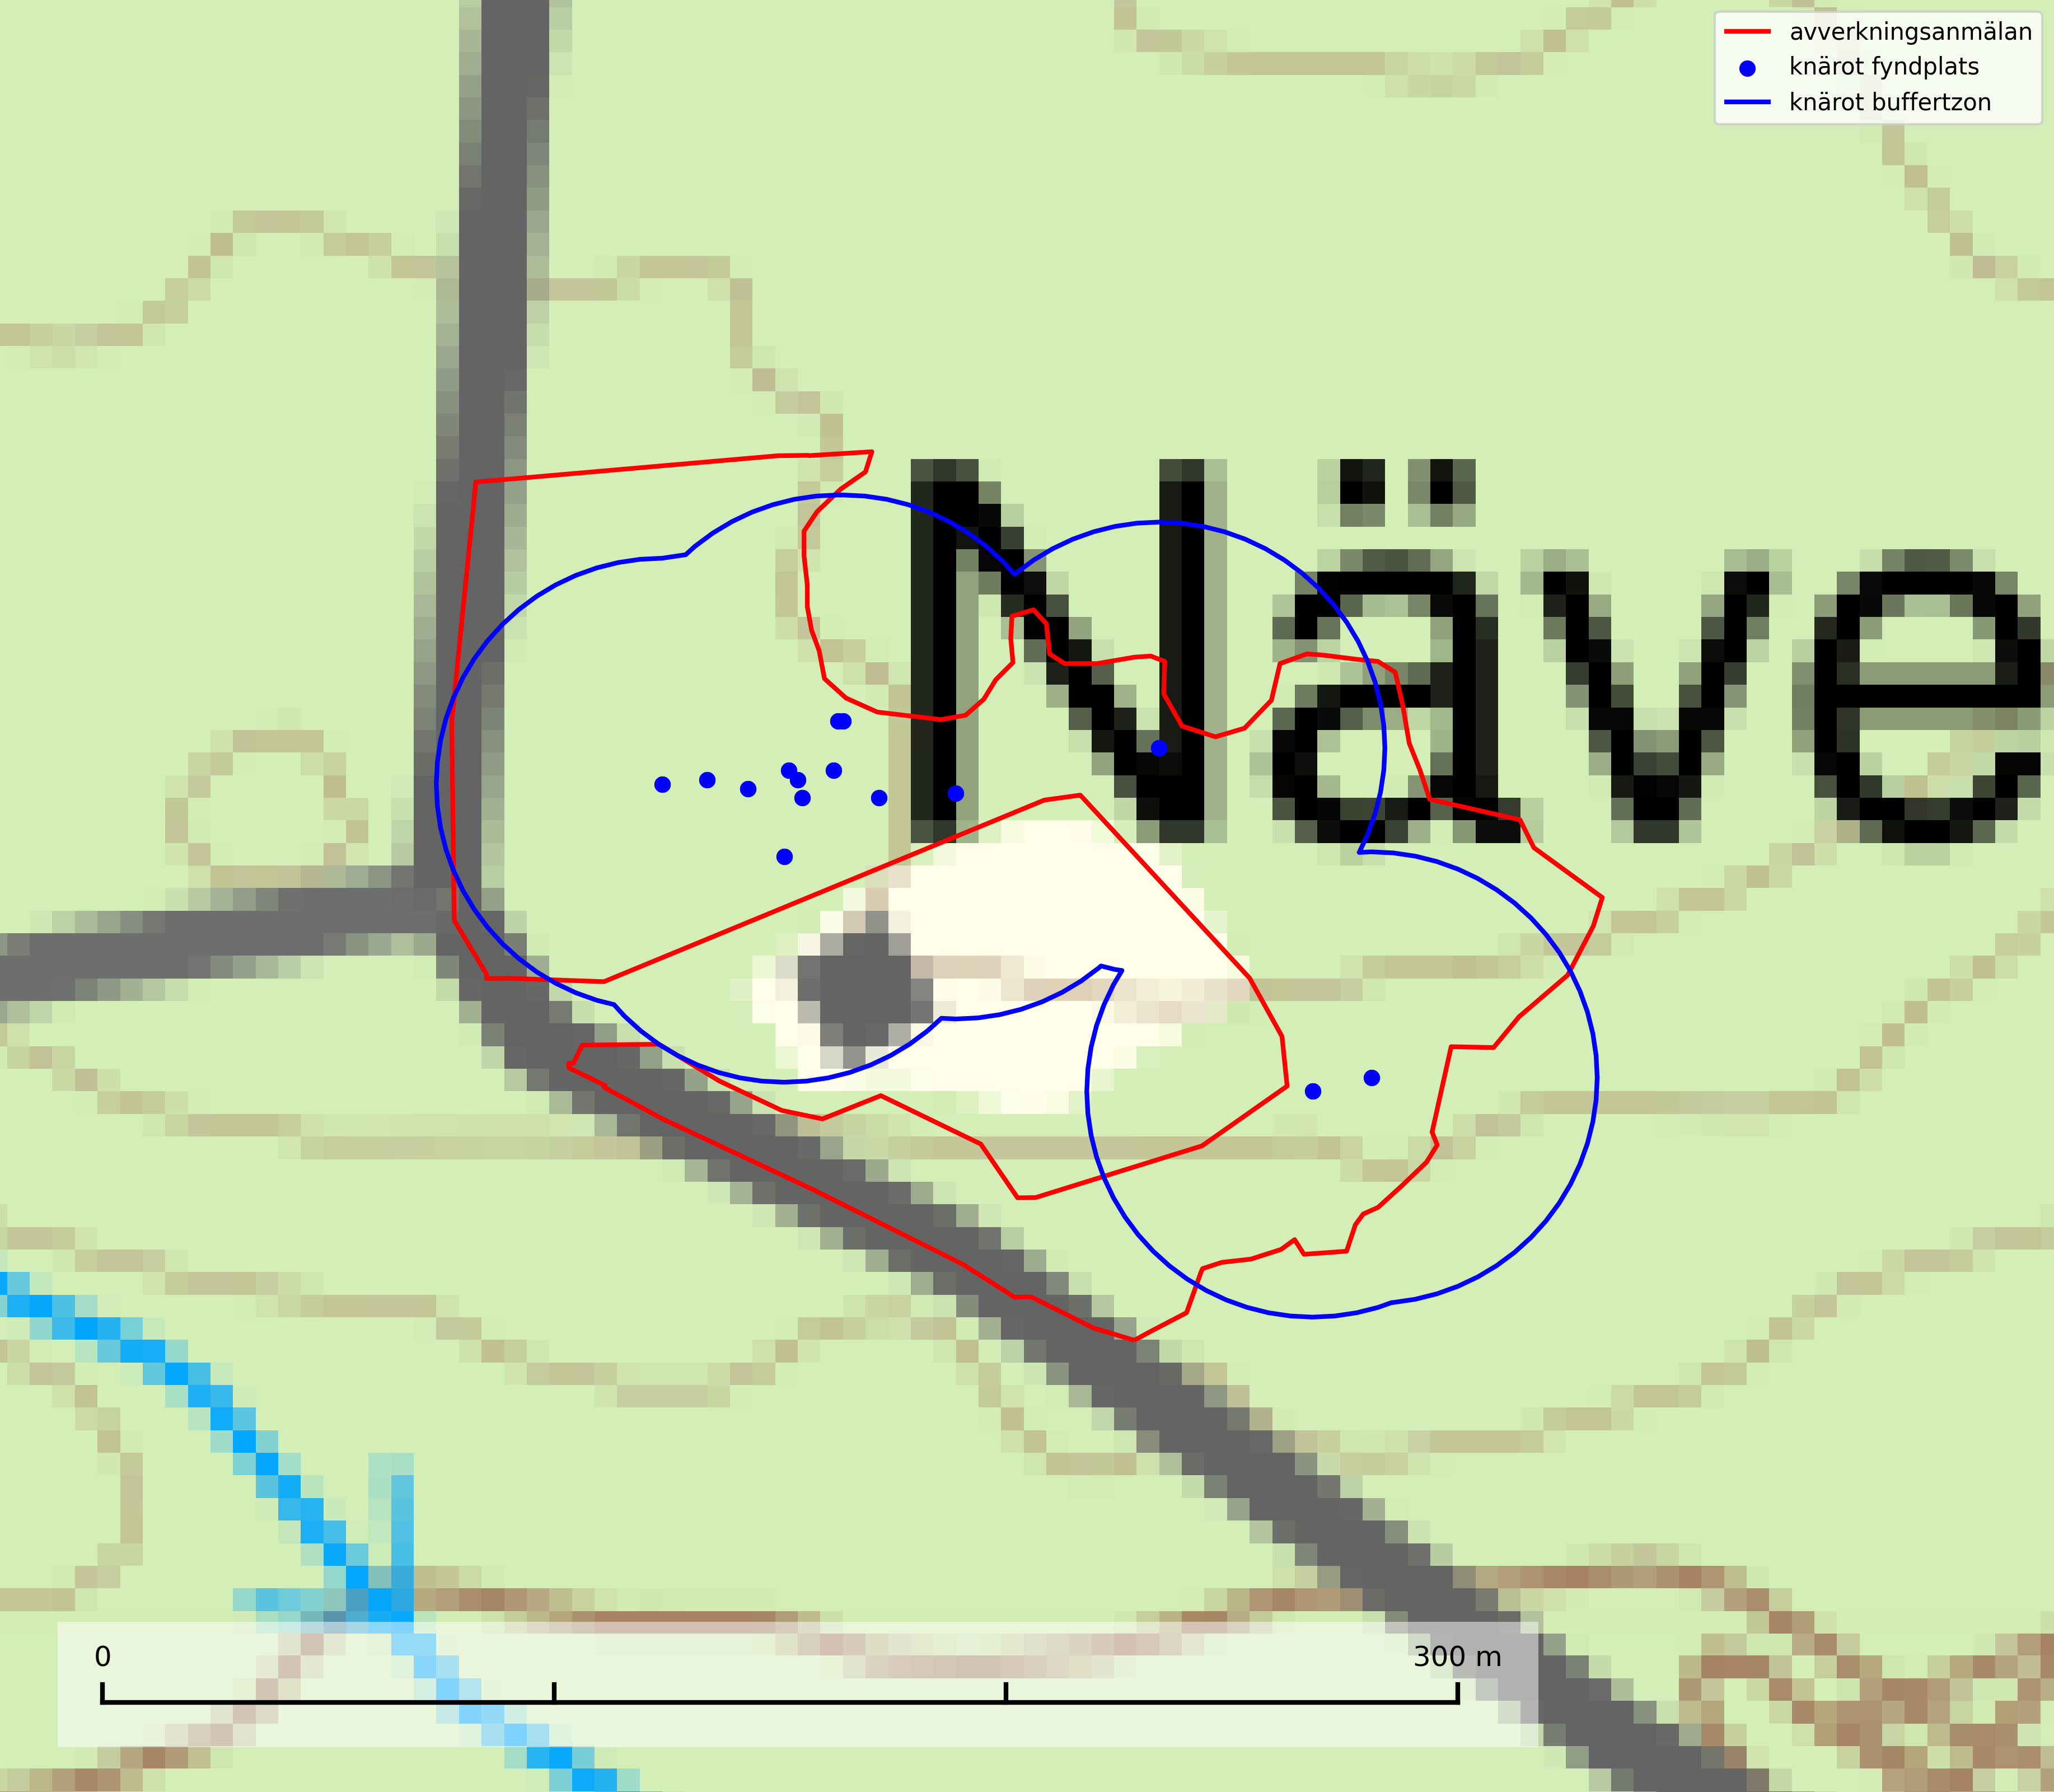 avverkningsanmälan
knärot fyndplats
knärot buffertzon
Näve
0 300 m